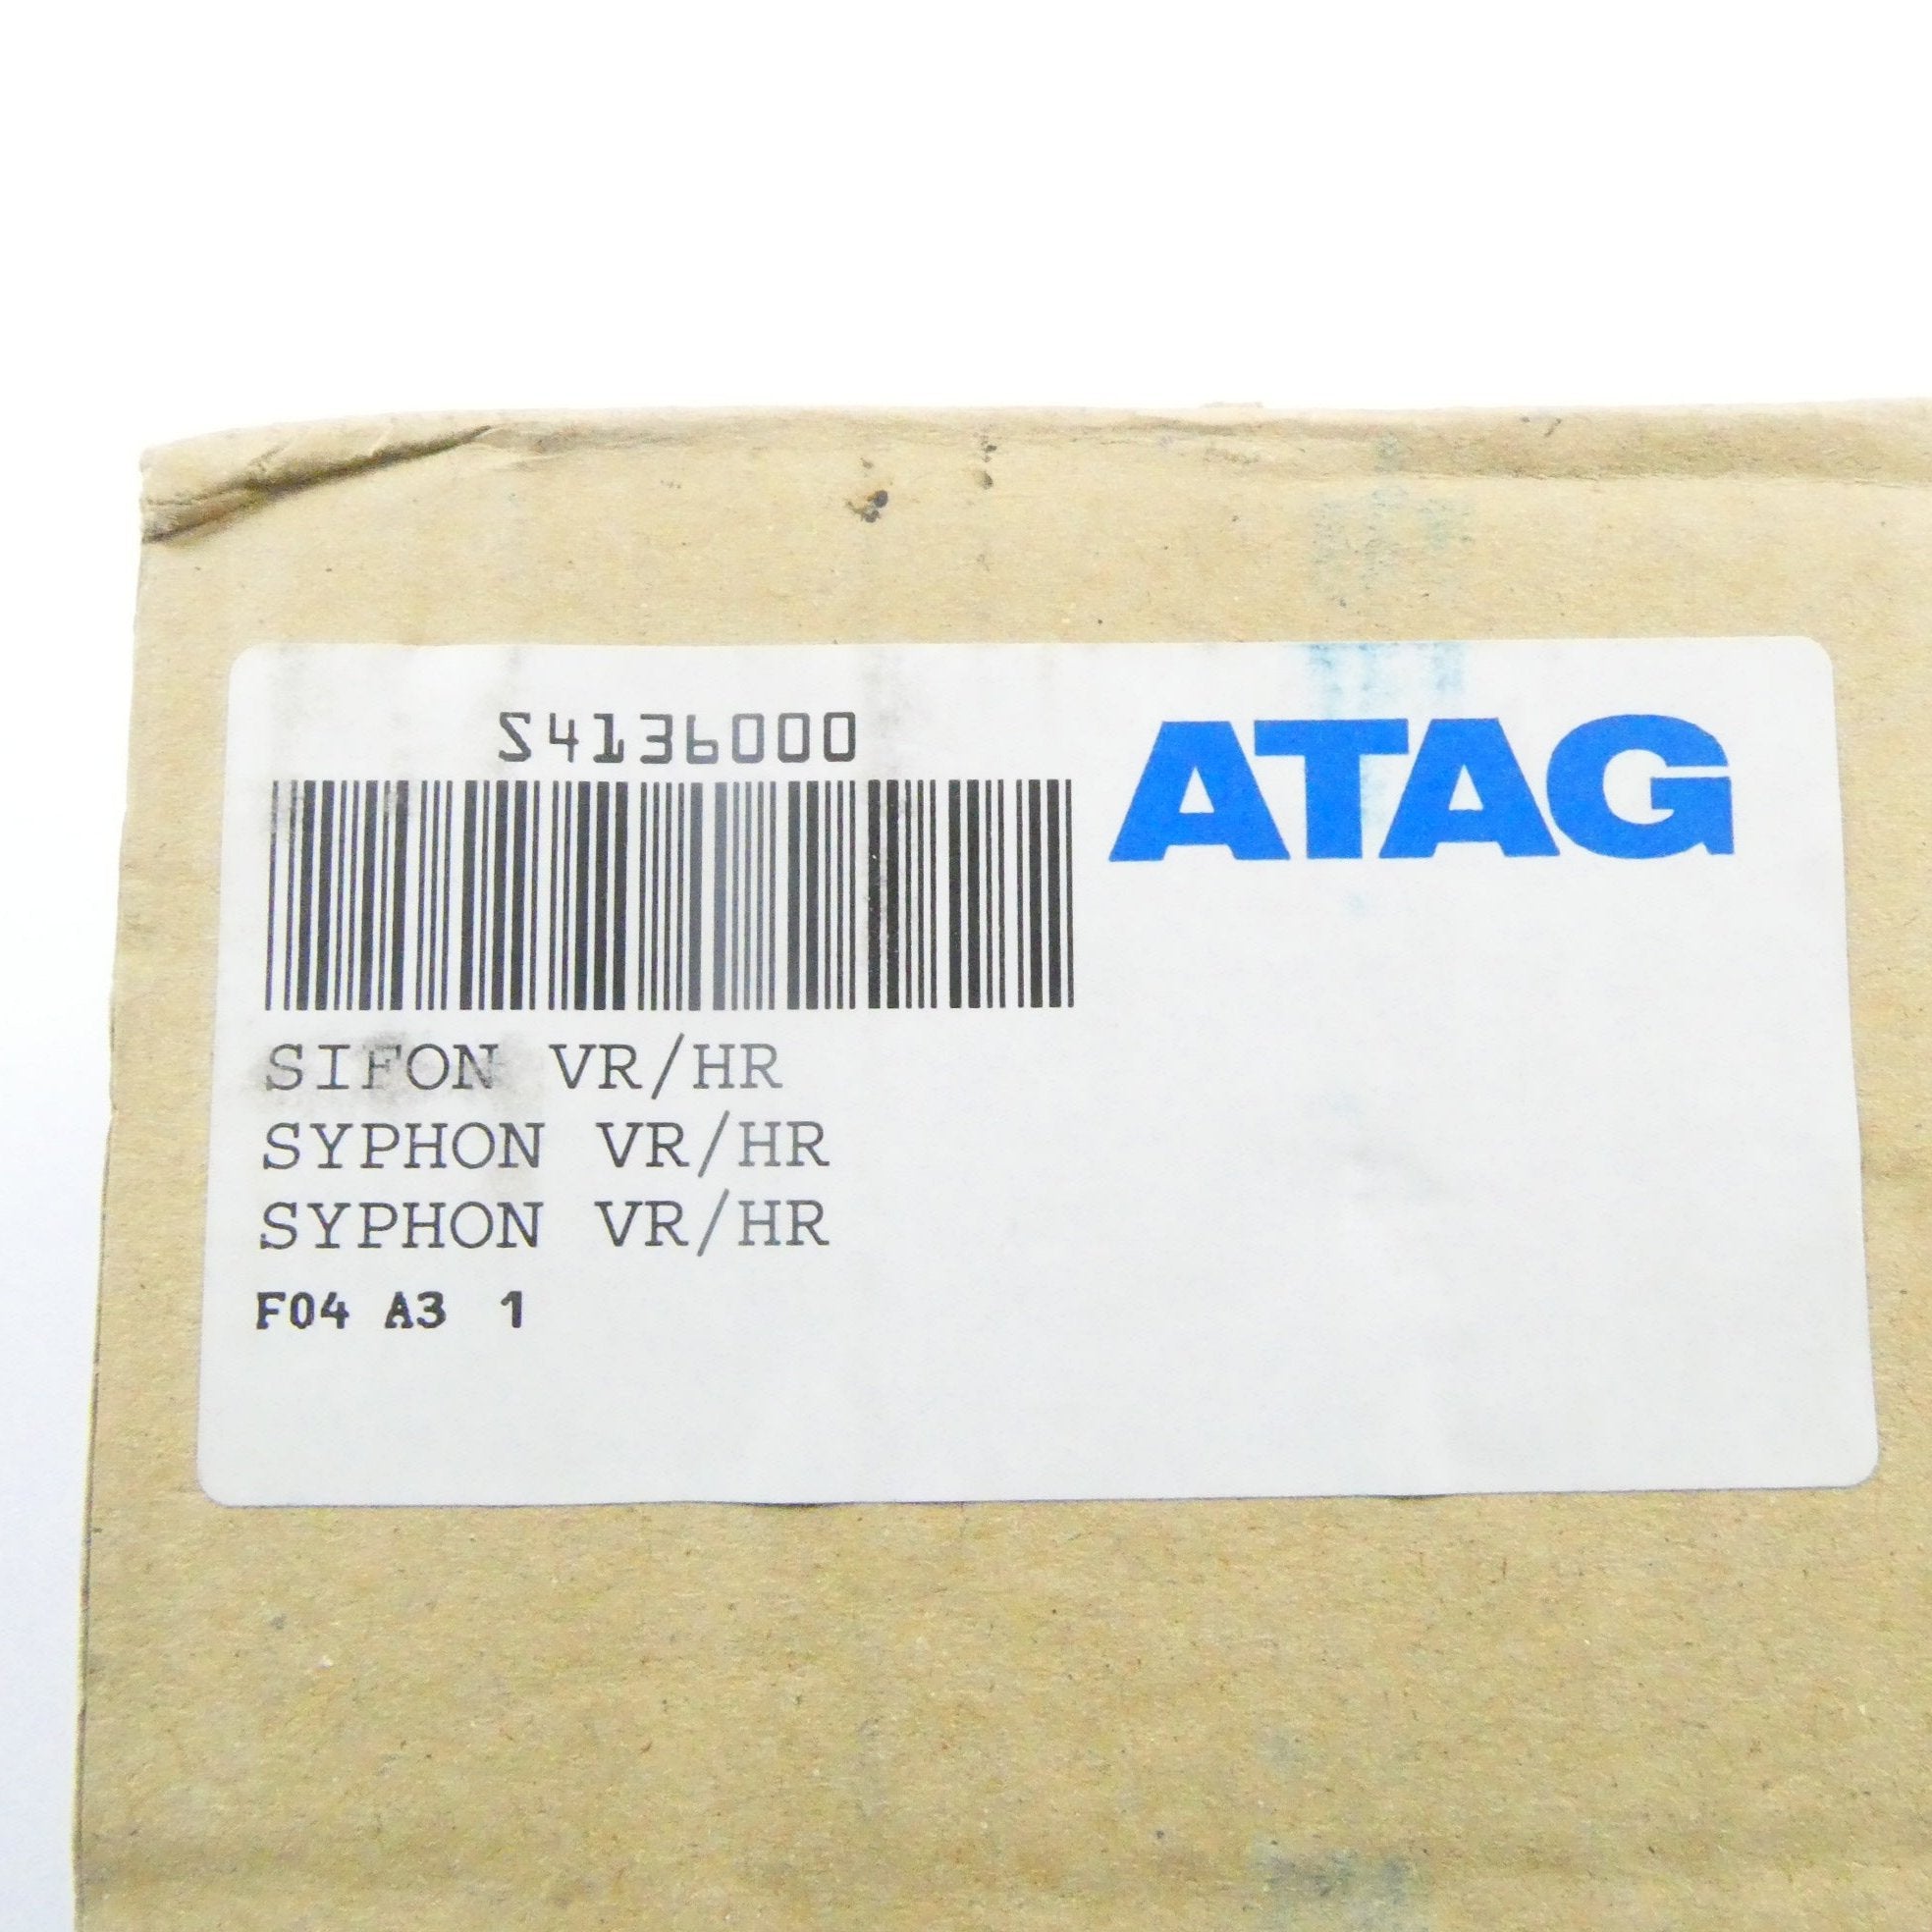 S4136000
ATAG
SIFON VR/HR
SYPHON VR/HR
SYPHON VR/HR
F04 A3 1